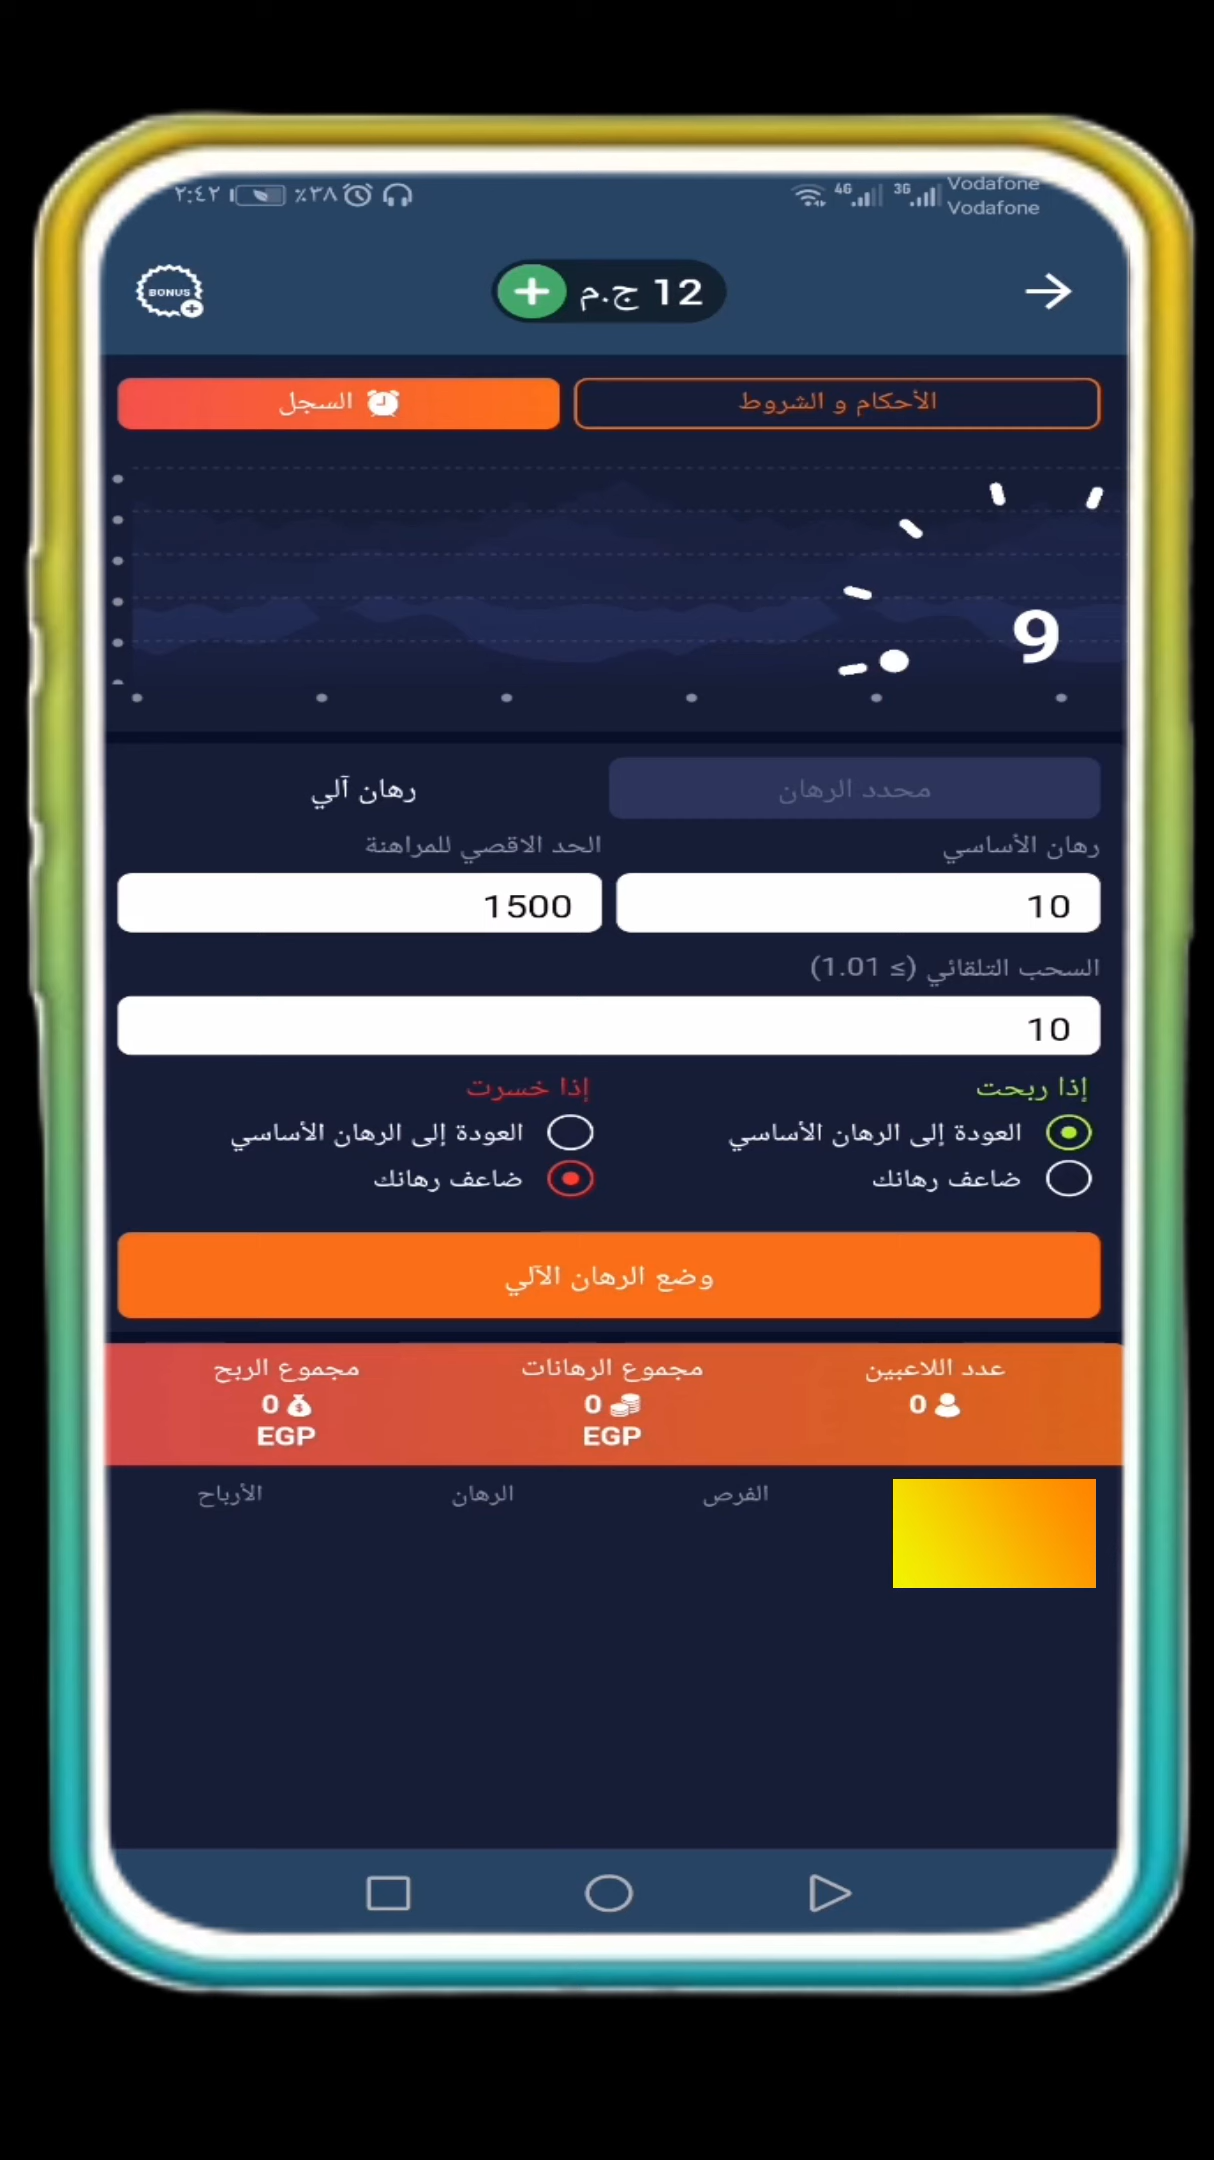 ٢:٤٢ ٪٣٨ 4G 3G Vodafone
Vodafone
BONUS
12 ج.م
الأحكام و الشروط
السجل
9
محدد الرهان
رهان آلي
رهان الأساسي
الحد الاقصي للمراهنة
10
1500
السحب التلقائي (≥ 1.01)
10
إذا ربحت
إذا خسرت
العودة إلى الرهان الأساسي
العودة إلى الرهان الأساسي
ضاعف رهانك
ضاعف رهانك
وضع الرهان الآلي
عدد اللاعبين
مجموع الرهانات
مجموع الربح
0
0
0
EGP
EGP
الفرص
الرهان
الأرباح